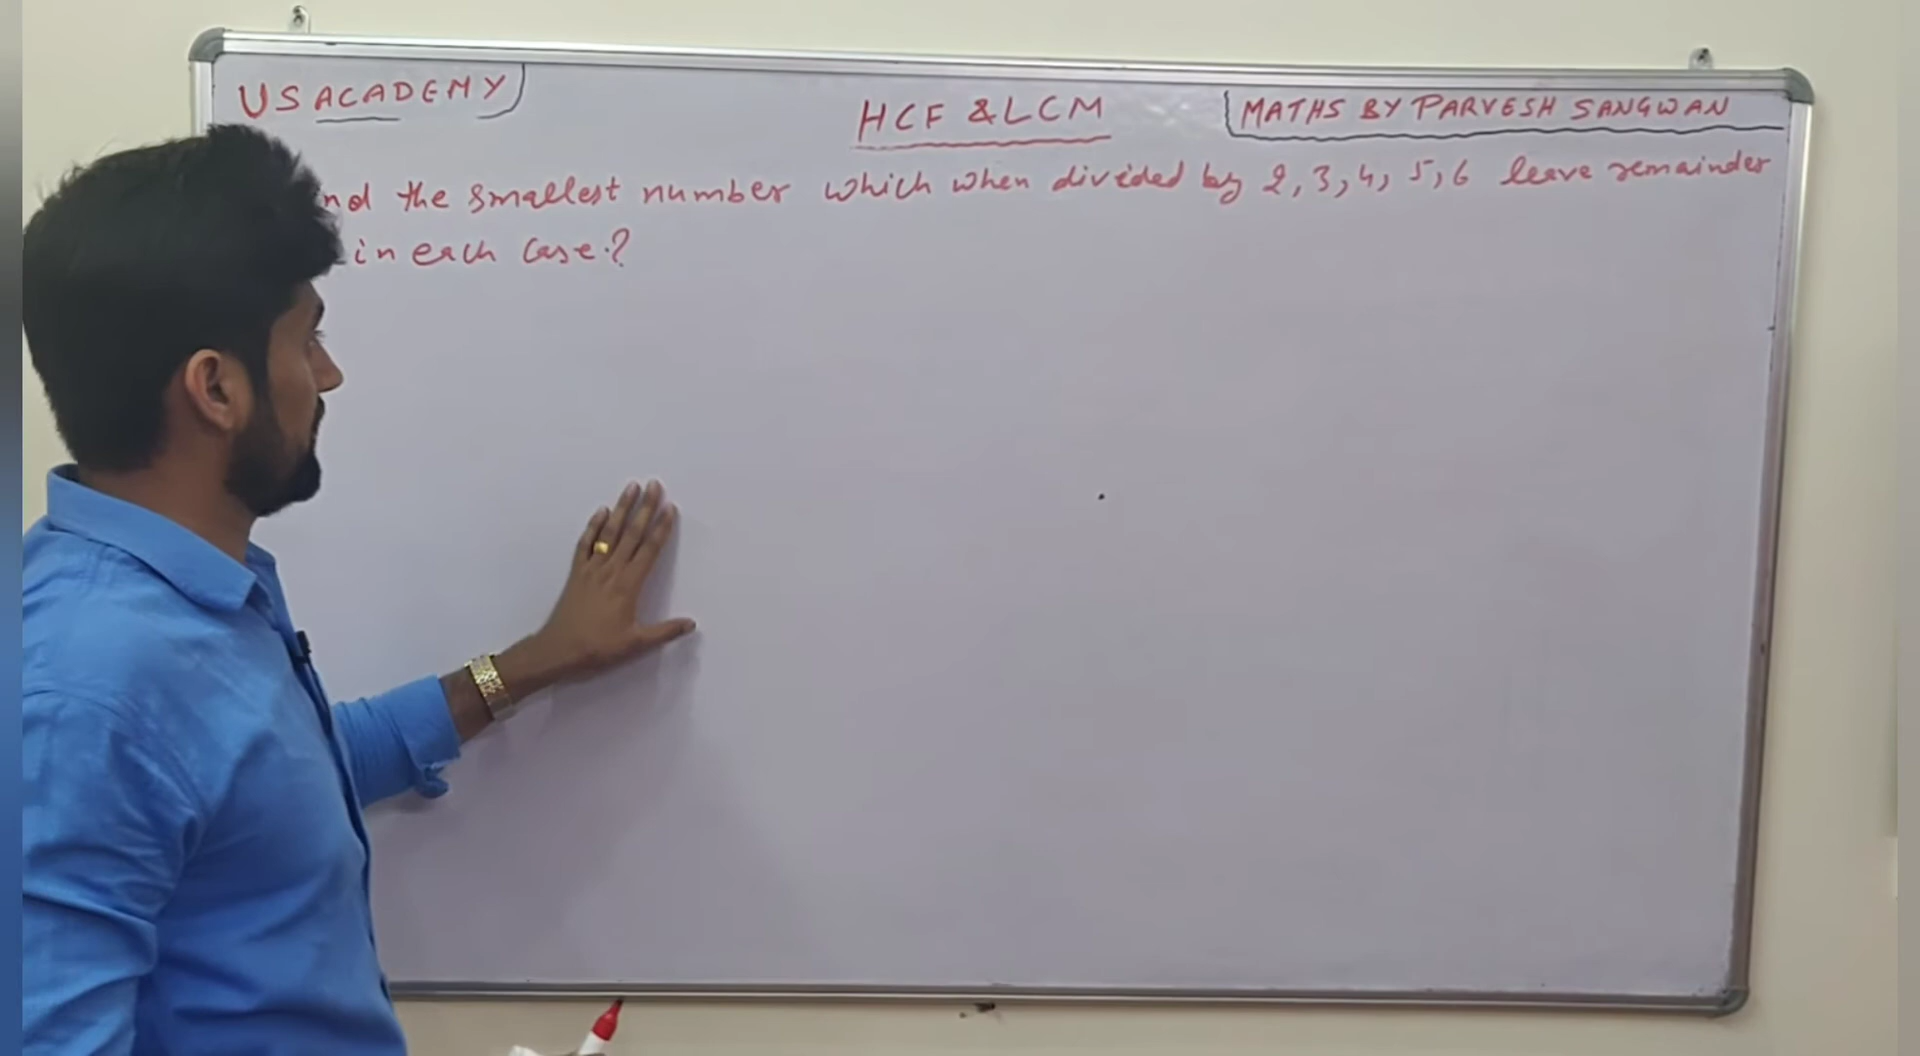 US ACADEMY
HCF & LCM
MATHS BY PARVESH SANGWAN
nd the smallest number which when divided by 2, 3, 4, 5, 6 leave remainder
in each case.?